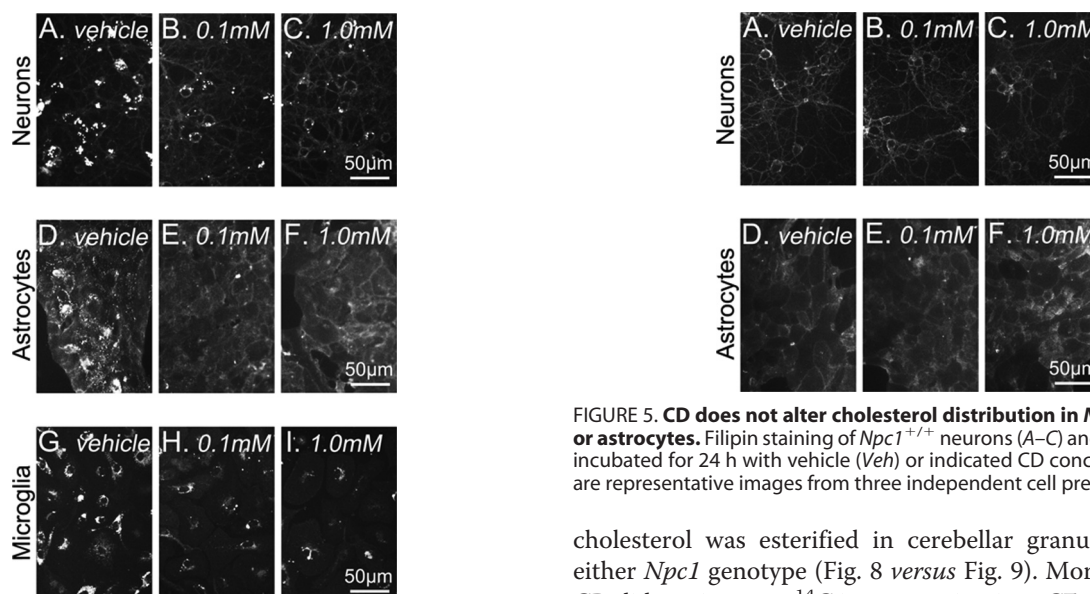 A. vehicle B. 0.1mM C. 1.0mM
Neurons
50μm
D. vehicle E. 0.1mM F. 1.0mM
Astrocytes
50μm
G. vehicle H. 0.1mM I. 1.0mM
Microglia
50μm
A. vehicle B. 0.1mM C. 1.0mM
Neurons
50μm
D. vehicle E. 0.1mM F. 1.0mM
Astrocytes
50μm
FIGURE 5. CD does not alter cholesterol distribution in
or astrocytes. Filipin staining of Npc1+/+ neurons (A–C) an
incubated for 24 h with vehicle (Veh) or indicated CD conc
are representative images from three independent cell pre
cholesterol was esterified in cerebellar granu
either Npc1 genotype (Fig. 8 versus Fig. 9). Mor